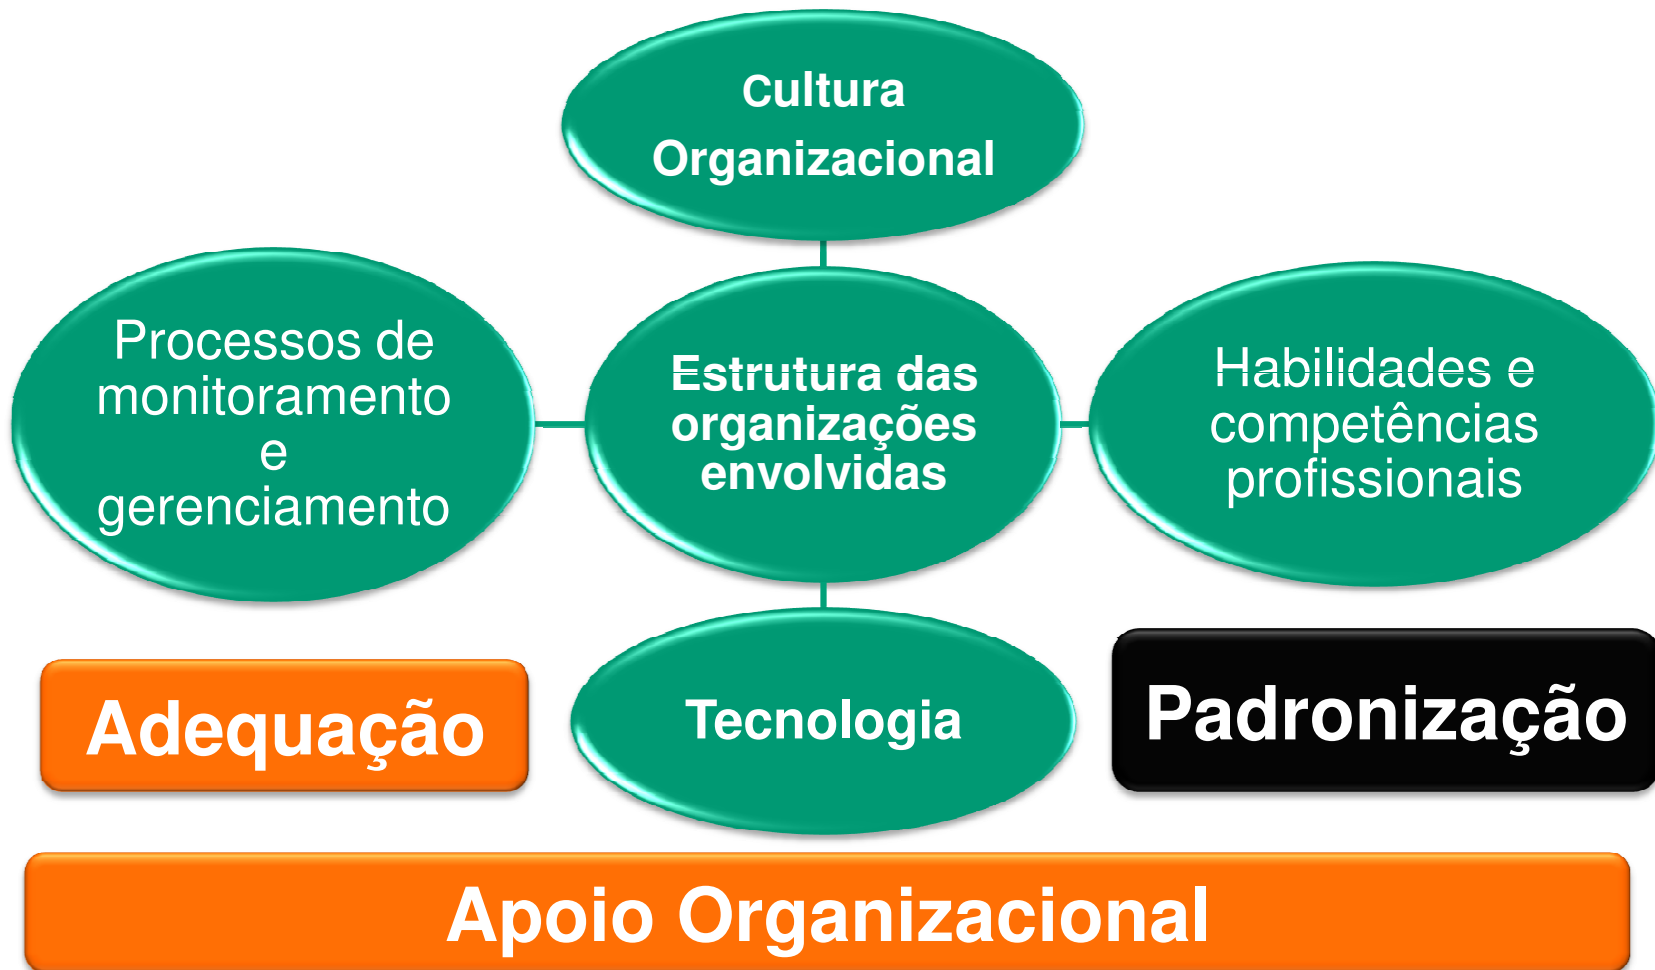 Cultura
Organizacional
Processos de
monitoramento
e
gerenciamento
Estrutura das
organizações
envolvidas
Habilidades e
competências
profissionais
Adequação
Tecnologia
Padronização
Apoio Organizacional